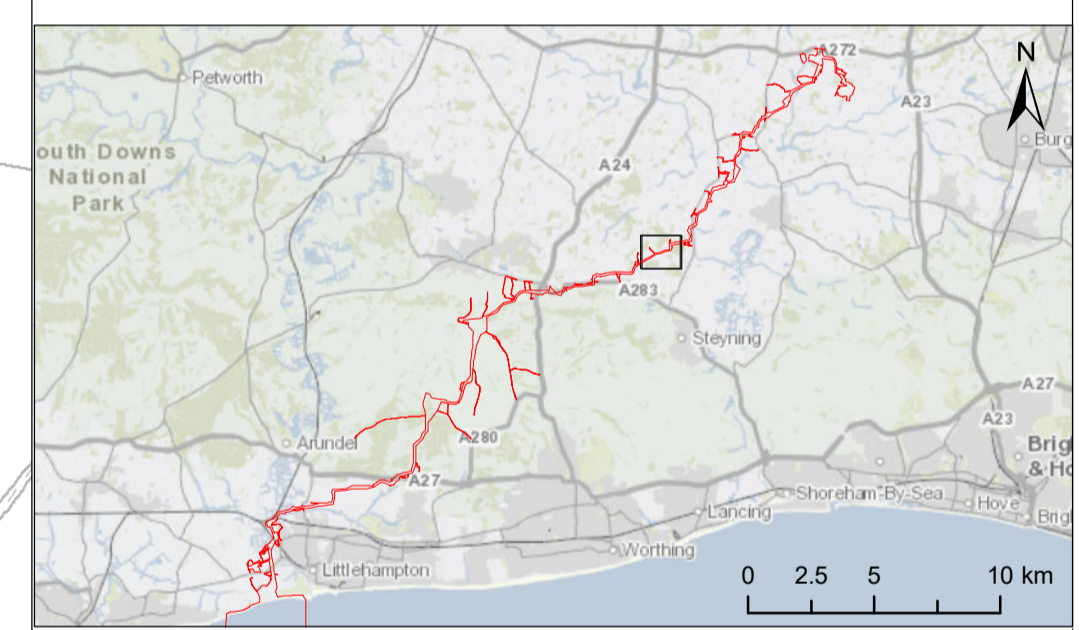 A272
N
Petworth
A23
Burg
outh Downs
National
Park
A24
A283
Steyning
A27
A23
Arundel
A280
Brig
& Ho
A27
Shoreham-By-Sea
Hove
Brigl
Lancing
Worthing
Littlehampton
0 2.5 5 10 km